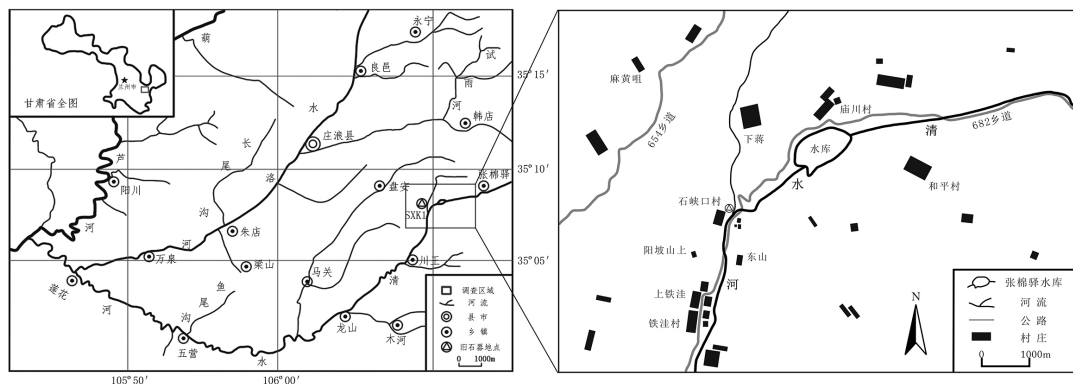 甘肃省全图
兰州市
葫
芦
河
永宁
良邑
试
雨
河
韩店
水
洛
河
庄浪县
长
尾
沟
盘安
张棉驿
SXK1
阳川
朱店
万泉
梁山
莲花
河
鱼
尾
沟
马关
川王
清
五营
水
龙山
木河
35°15′
35°10′
35°05′
105°50′
106°00′
调查区域
河流
县市
乡镇
旧石器地点
0 1000m
麻黄咀
654乡道
下蒋
庙川村
清
682乡道
水库
水
和平村
石峡口村
阳坡山上
东山
上铁洼
河
铁洼村
N
张棉驿水库
河流
公路
村庄
0 1000m